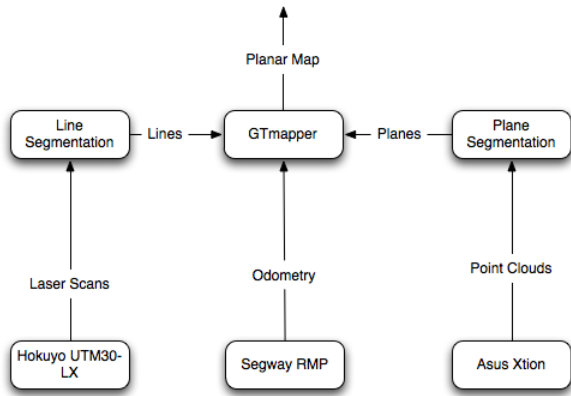 Planar Map
Line
Segmentation
Lines
GTmapper
Planes
Plane
Segmentation
Laser Scans
Odometry
Point Clouds
Hokuyo UTM30-
LX
Segway RMP
Asus Xtion